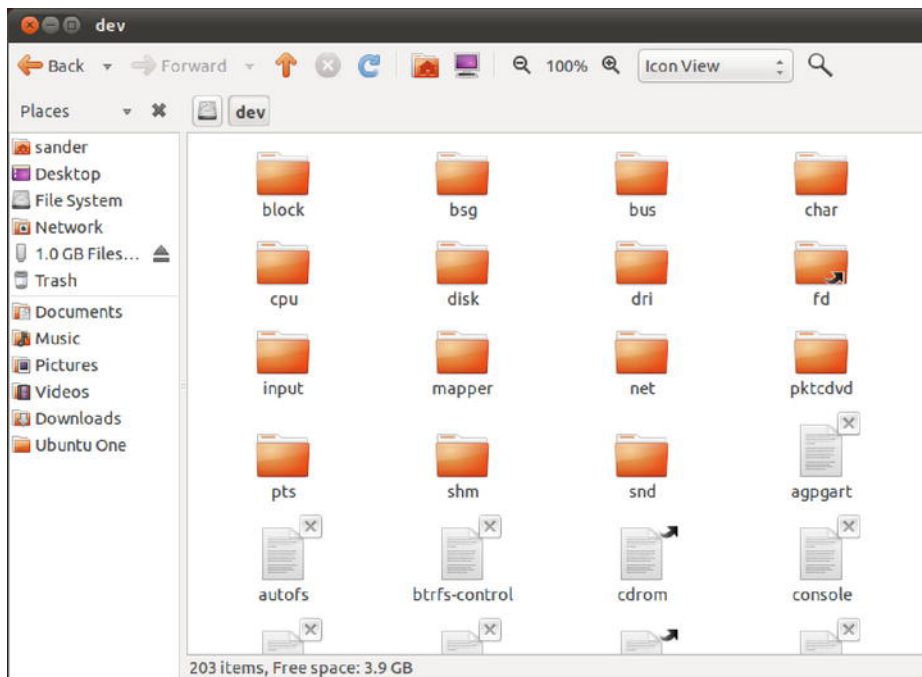 dev
Back Forward 100% Icon View
Places dev
sander
Desktop
File System
Network
1.0 GB Files...
Trash
Documents
Music
Pictures
Videos
Downloads
Ubuntu One
block bsg bus char
cpu disk dri fd
input mapper net pktcdvd
pts shm snd agpgart
autofs btrfs-control cdrom console
203 items, Free space: 3.9 GB